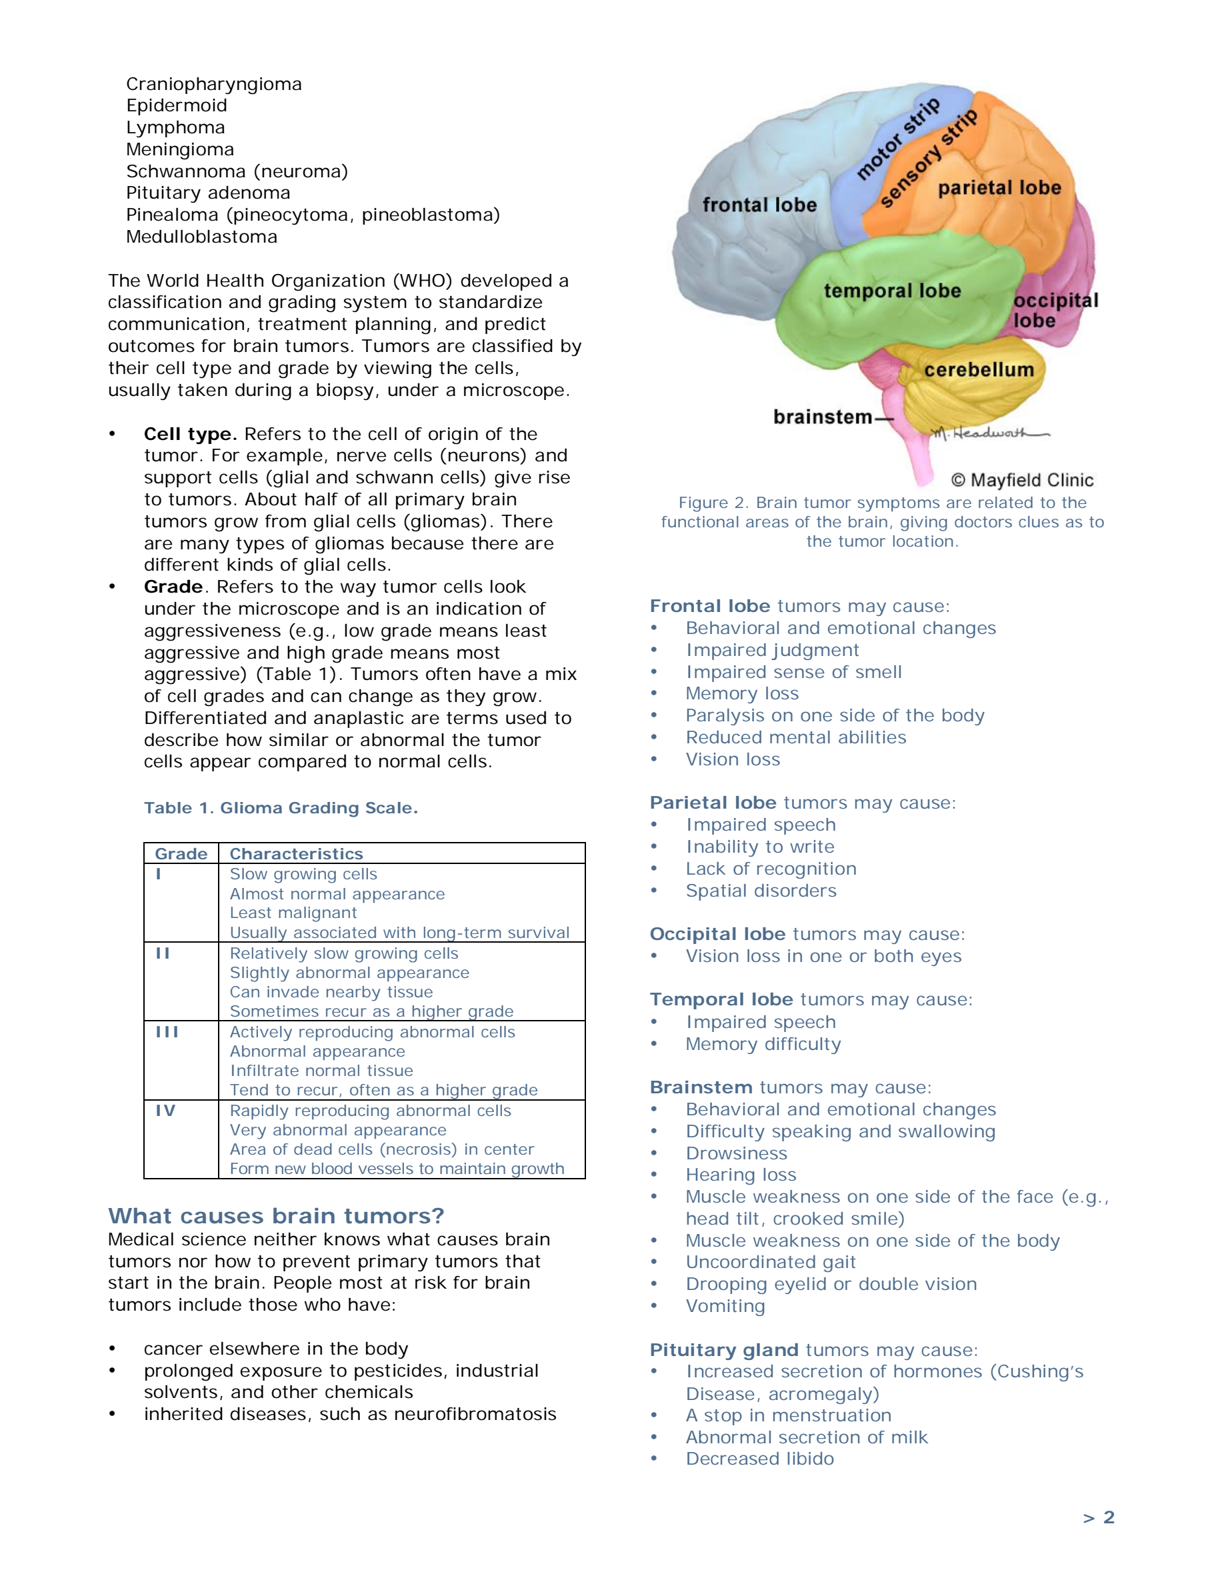 Craniopharyngioma
Epidermoid
Lymphoma
Meningioma
Schwannoma (neuroma)
Pituitary adenoma
Pinealoma (pineocytoma, pineoblastoma)
Medulloblastoma
The World Health Organization (WHO) developed a
classification and grading system to standardize
communication, treatment planning, and predict
outcomes for brain tumors. Tumors are classified by
their cell type and grade by viewing the cells,
usually taken during a biopsy, under a microscope.
• Cell type. Refers to the cell of origin of the
tumor. For example, nerve cells (neurons) and
support cells (glial and schwann cells) give rise
to tumors. About half of all primary brain
tumors grow from glial cells (gliomas). There
are many types of gliomas because there are
different kinds of glial cells.
• Grade. Refers to the way tumor cells look
under the microscope and is an indication of
aggressiveness (e.g., low grade means least
aggressive and high grade means most
aggressive) (Table 1). Tumors often have a mix
of cell grades and can change as they grow.
Differentiated and anaplastic are terms used to
describe how similar or abnormal the tumor
cells appear compared to normal cells.
Table 1. Glioma Grading Scale.
Grade Characteristics
I Slow growing cells
Almost normal appearance
Least malignant
Usually associated with long-term survival
II Relatively slow growing cells
Slightly abnormal appearance
Can invade nearby tissue
Sometimes recur as a higher grade
III Actively reproducing abnormal cells
Abnormal appearance
Infiltrate normal tissue
Tend to recur, often as a higher grade
IV Rapidly reproducing abnormal cells
Very abnormal appearance
Area of dead cells (necrosis) in center
Form new blood vessels to maintain growth
What causes brain tumors?
Medical science neither knows what causes brain
tumors nor how to prevent primary tumors that
start in the brain. People most at risk for brain
tumors include those who have:
• cancer elsewhere in the body
• prolonged exposure to pesticides, industrial
solvents, and other chemicals
• inherited diseases, such as neurofibromatosis
motor strip
sensory strip
parietal lobe
frontal lobe
temporal lobe
occipital
lobe
cerebellum
brainstem
M. Headworth
© Mayfield Clinic
Figure 2. Brain tumor symptoms are related to the
functional areas of the brain, giving doctors clues as to
the tumor location.
Frontal lobe tumors may cause:
• Behavioral and emotional changes
• Impaired judgment
• Impaired sense of smell
• Memory loss
• Paralysis on one side of the body
• Reduced mental abilities
• Vision loss
Parietal lobe tumors may cause:
• Impaired speech
• Inability to write
• Lack of recognition
• Spatial disorders
Occipital lobe tumors may cause:
• Vision loss in one or both eyes
Temporal lobe tumors may cause:
• Impaired speech
• Memory difficulty
Brainstem tumors may cause:
• Behavioral and emotional changes
• Difficulty speaking and swallowing
• Drowsiness
• Hearing loss
• Muscle weakness on one side of the face (e.g.,
head tilt, crooked smile)
• Muscle weakness on one side of the body
• Uncoordinated gait
• Drooping eyelid or double vision
• Vomiting
Pituitary gland tumors may cause:
• Increased secretion of hormones (Cushing's
Disease, acromegaly)
• A stop in menstruation
• Abnormal secretion of milk
• Decreased libido
> 2